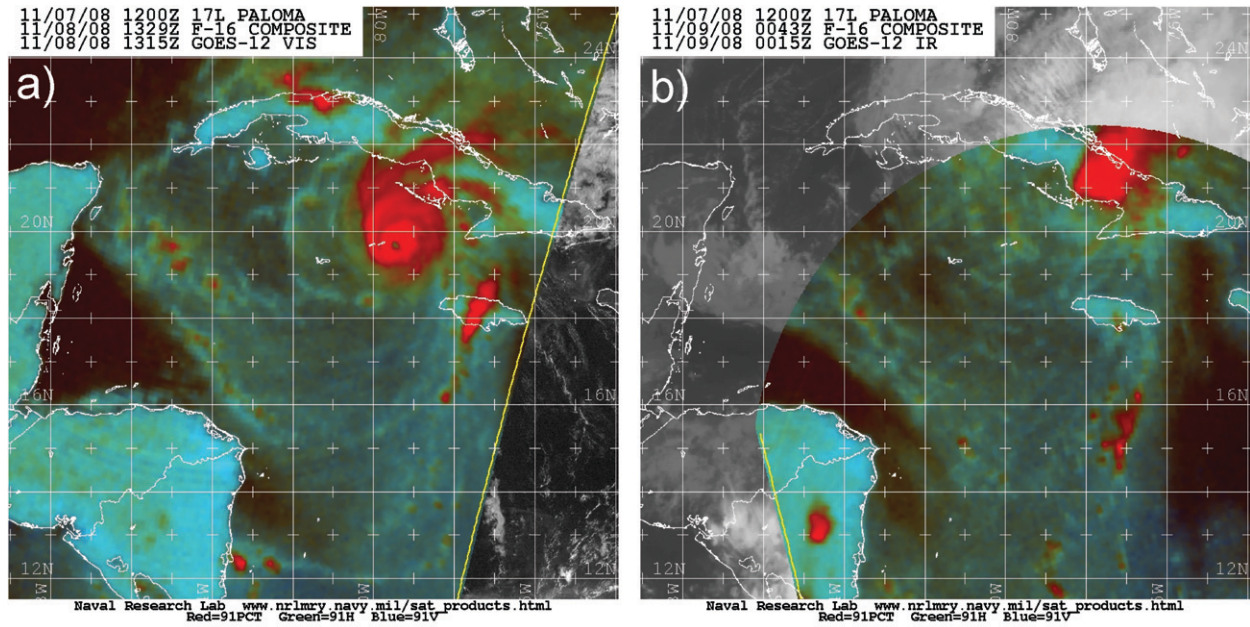 11/07/08 1200Z 17L PALOMA
11/08/08 1329Z F-16 COMPOSITE
11/08/08 1315Z GOES-12 VIS
a)
80W
76W
24N
20N
16N
12N
W
W
Naval Research Lab www.nrlmry.navy.mil/sat_products.html
Red=91PCT Green=91H Blue=91V
11/07/08 1200Z 17L PALOMA
11/09/08 0043Z F-16 COMPOSITE
11/09/08 0015Z GOES-12 IR
b)
80W
76W
24N
20N
20N
16N
16N
12N
12N
W
W
Naval Research Lab www.nrlmry.navy.mil/sat_products.html
Red=91PCT Green=91H Blue=91V